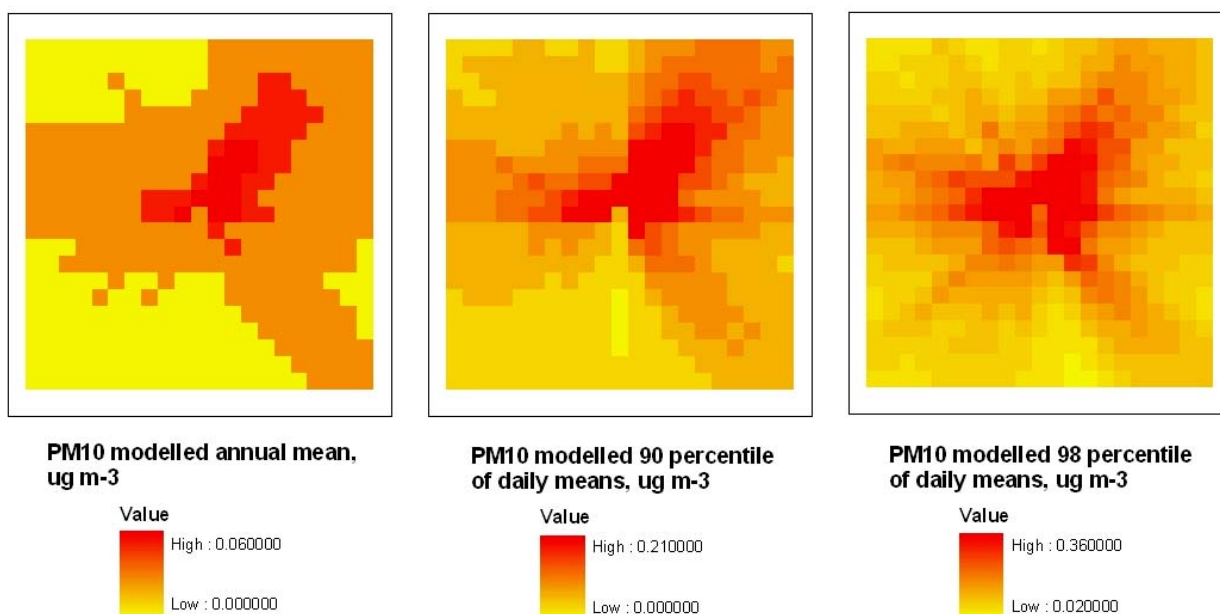 PM10 modelled annual mean,
ug m-3
Value
High : 0.060000
Low : 0.000000
PM10 modelled 90 percentile
of daily means, ug m-3
Value
High : 0.210000
Low : 0.000000
PM10 modelled 98 percentile
of daily means, ug m-3
Value
High : 0.360000
Low : 0.020000